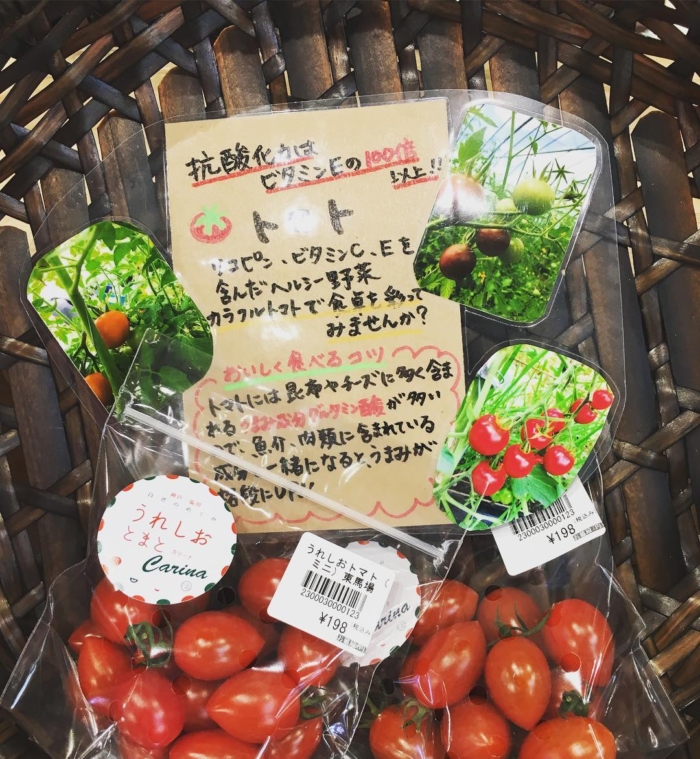 抗酸化力は
ビタミンEの100倍
以上!!
トマト
リコピン、ビタミンC、Eを
含んだヘルシー野菜
カラフルトマトで食卓を彩って
みませんか?
おいしく食べるコツ
トマトには昆布やチーズに多く含ま
れるうまみ成分グルタミン酸が多い
ので、魚介、肉類に含まれている
成分と一緒になると、うまみが
うれしお
とまと
Carina
うれしおトマト(
ミニ)東馬場
2300030000123
¥198
税込み
Carina
2300030000123
¥198
税込み